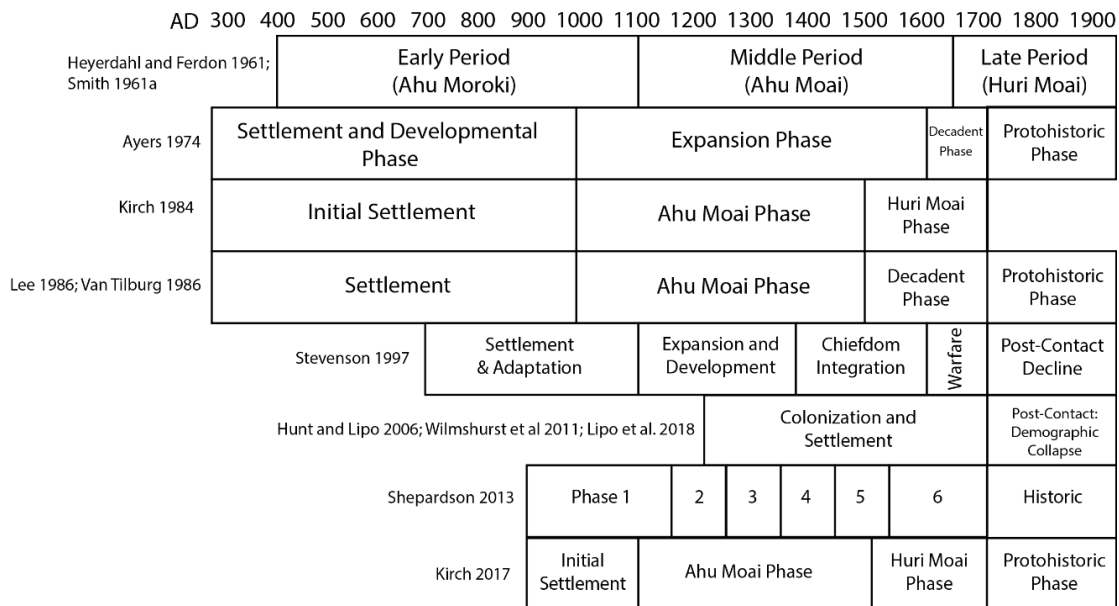 AD 300 400 500 600 700 800 900 1000 1100 1200 1300 1400 1500 1600 1700 1800 1900
Heyerdahl and Ferdon 1961;
Smith 1961a
Early Period
(Ahu Moroki)
Middle Period
(Ahu Moai)
Late Period
(Huri Moai)
Ayers 1974
Settlement and Developmental
Phase
Expansion Phase
Decadent
Phase
Protohistoric
Phase
Kirch 1984
Initial Settlement
Ahu Moai Phase
Huri Moai
Phase
Lee 1986; Van Tilburg 1986
Settlement
Ahu Moai Phase
Decadent
Phase
Protohistoric
Phase
Stevenson 1997
Settlement
& Adaptation
Expansion and
Development
Chiefdom
Integration
Warfare
Post-Contact
Decline
Hunt and Lipo 2006; Wilmshurst et al 2011; Lipo et al. 2018
Colonization and
Settlement
Post-Contact:
Demographic
Collapse
Shepardson 2013
Phase 1
2
3
4
5
6
Historic
Kirch 2017
Initial
Settlement
Ahu Moai Phase
Huri Moai
Phase
Protohistoric
Phase